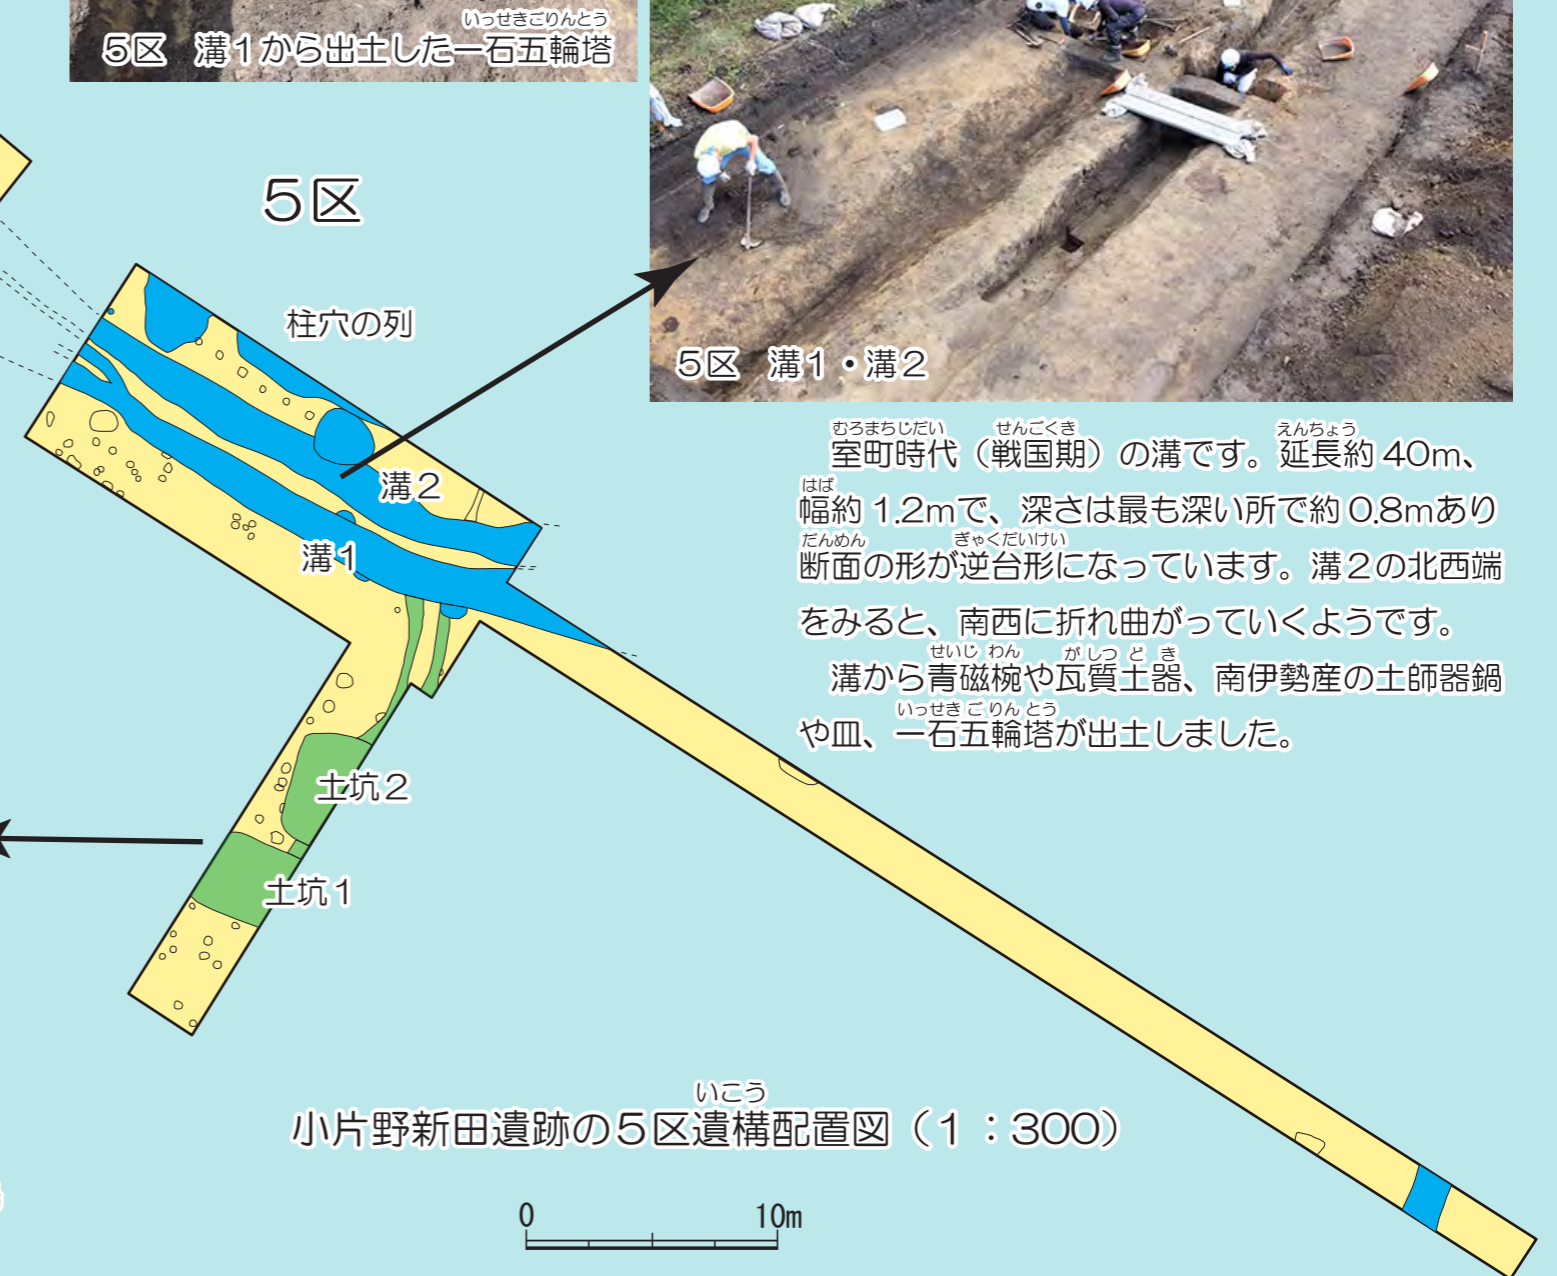 いっせきごりんとう
5区　溝1から出土した一石五輪塔
5区
柱穴の列
溝2
溝1
5区　溝1・溝2
むろまちじだい　せんごくき　えんちょう
室町時代（戦国期）の溝です。延長約40m、
はば
幅約1.2mで、深さは最も深い所で約0.8mあり
だんめん　ぎゃくだいけい
断面の形が逆台形になっています。溝2の北西端
をみると、南西に折れ曲がっていくようです。
せいじ わん　がしつ ど き
溝から青磁椀や瓦質土器、南伊勢産の土師器鍋
いっせき ご りん とう
や皿、一石五輪塔が出土しました。
土坑2
土坑1
いこう
小片野新田遺跡の5区遺構配置図（1：300）
0　10m